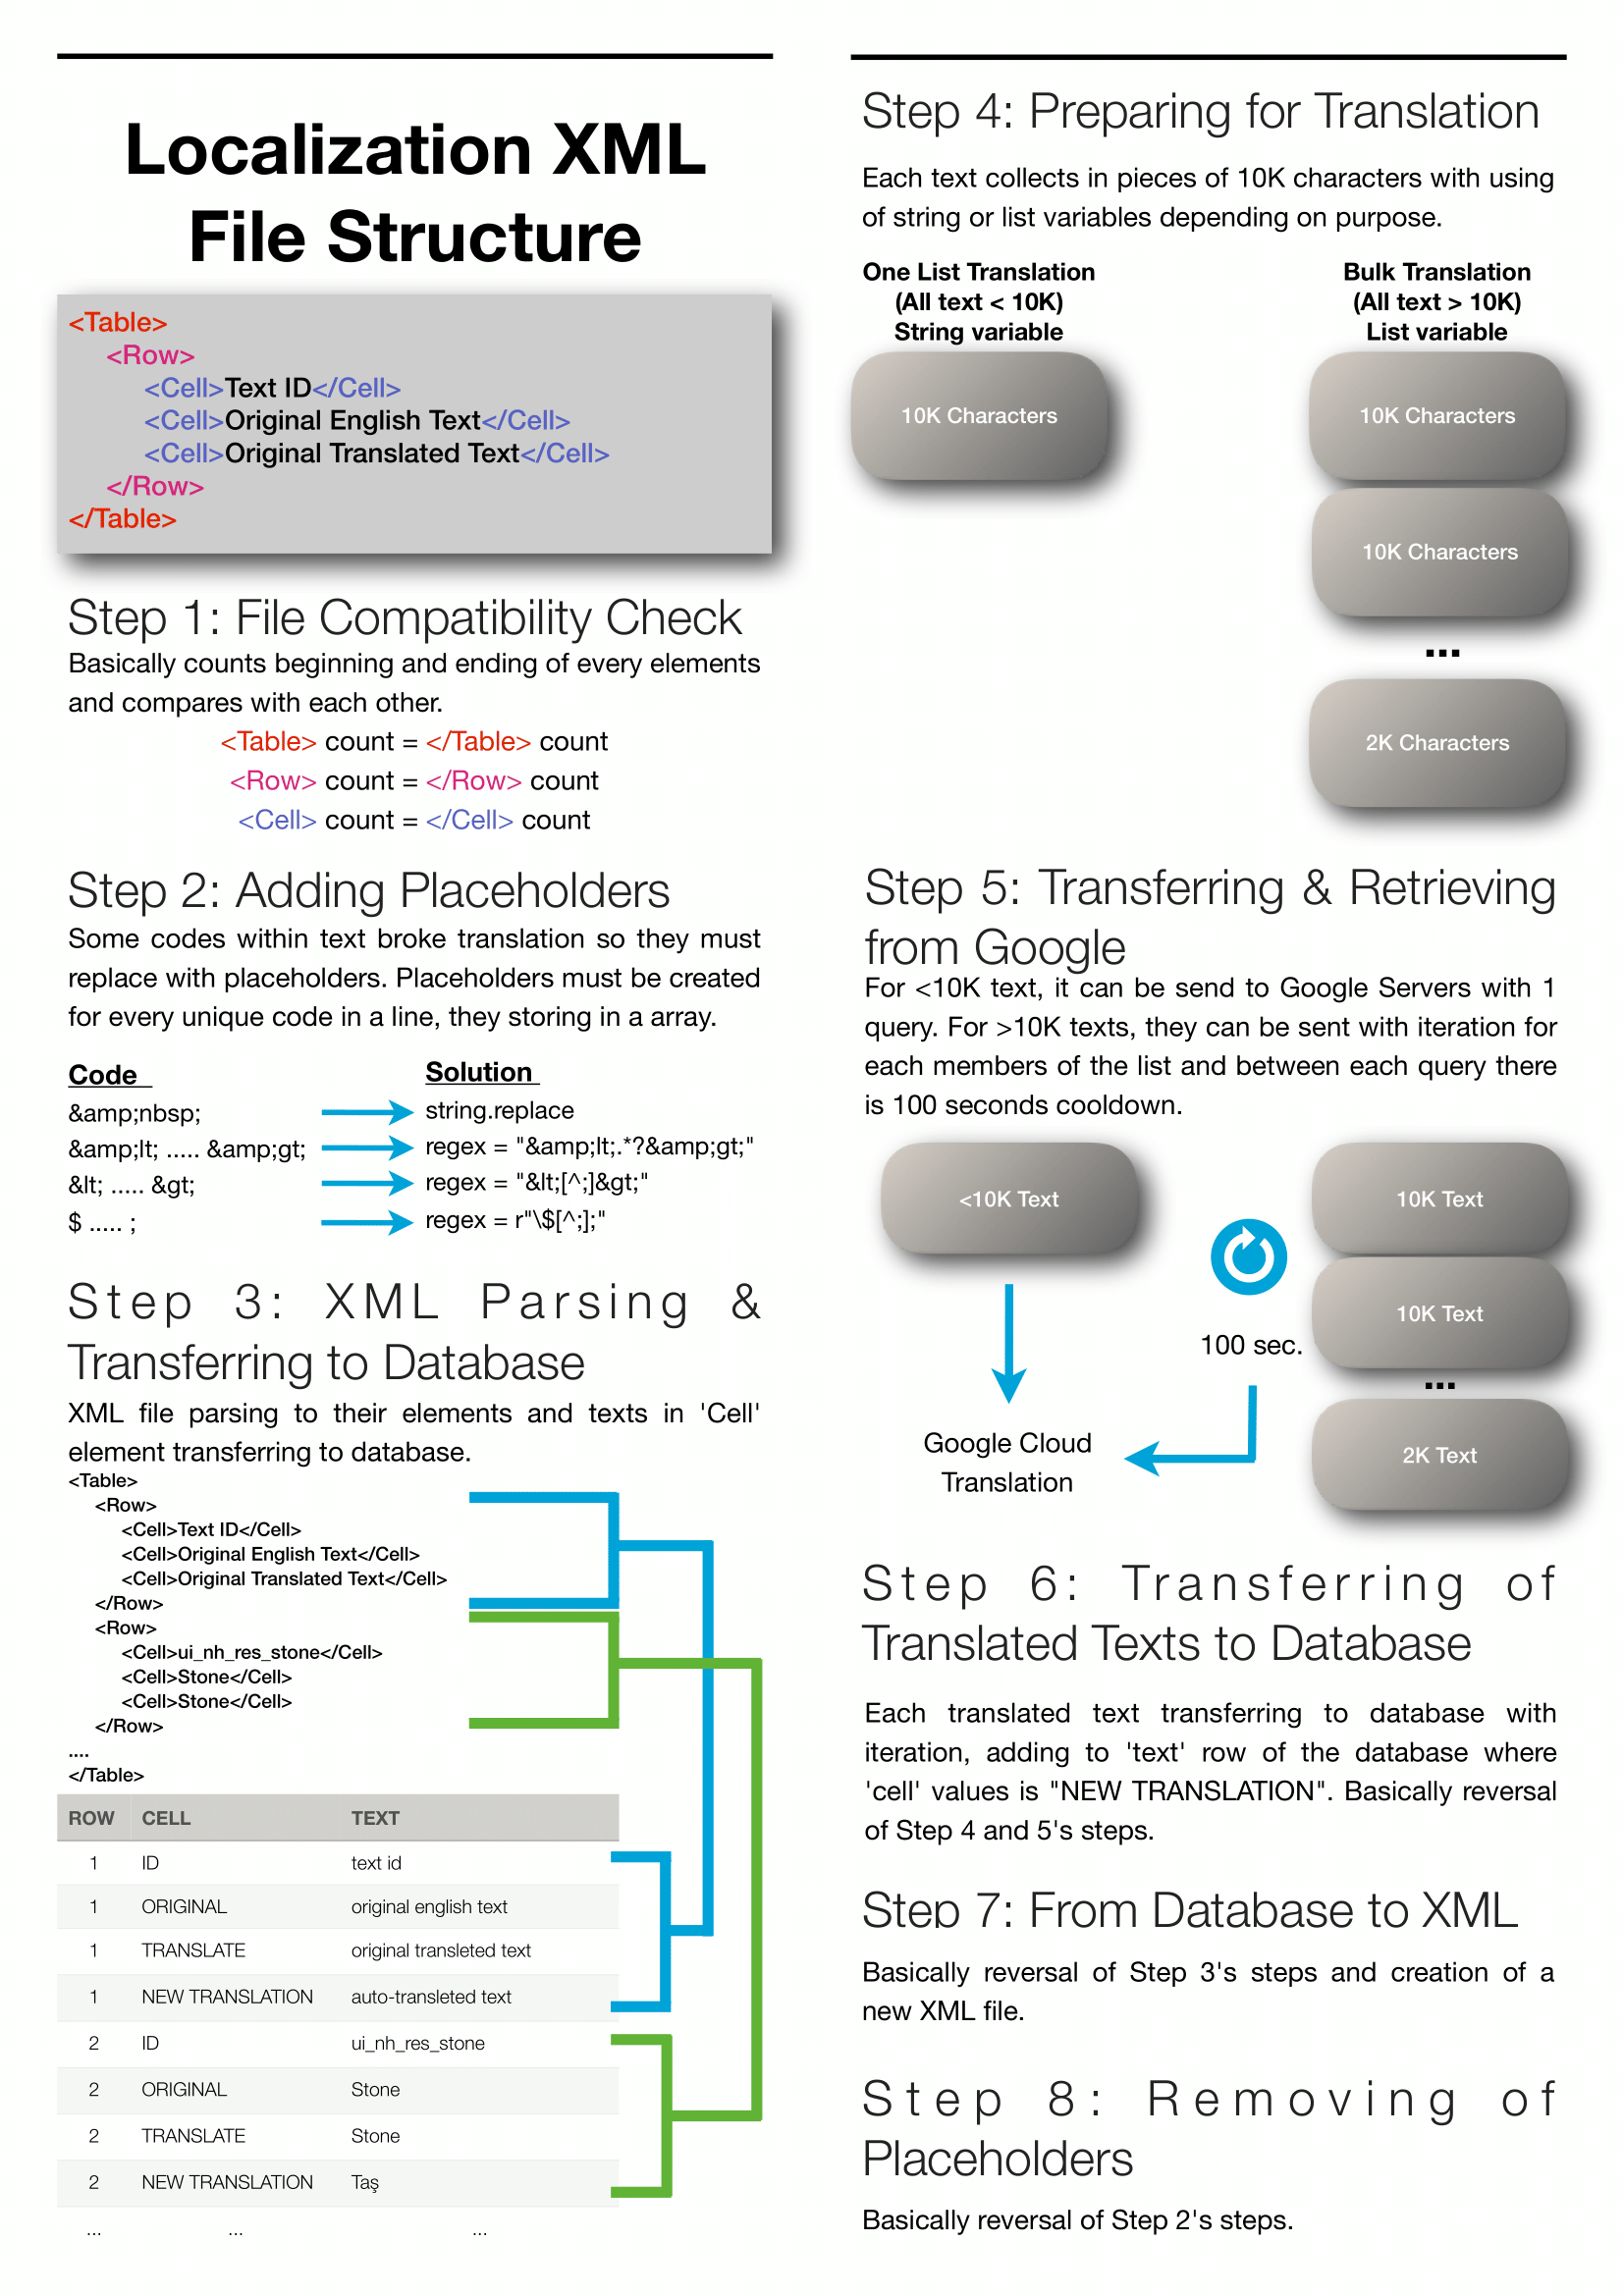 Localization XML
File Structure
<Table>
<Row>
<Cell>Text ID</Cell>
<Cell>Original English Text</Cell>
<Cell>Original Translated Text</Cell>
</Row>
</Table>
Step 1: File Compatibility Check
Basically counts beginning and ending of every elements
and compares with each other.
<Table> count = </Table> count
<Row> count = </Row> count
<Cell> count = </Cell> count
Step 2: Adding Placeholders
Some codes within text broke translation so they must
replace with placeholders. Placeholders must be created
for every unique code in a line, they storing in a array.
Code Solution
&amp;nbsp; string.replace
&amp;lt; ..... &amp;gt; regex = "&amp;lt;.*?&amp;gt;"
&lt; ..... &gt; regex = "&lt;[^;]&gt;"
$ ..... ; regex = r"\$[^;];"
Step 3: XML Parsing &
Transferring to Database
XML file parsing to their elements and texts in 'Cell'
element transferring to database.
<Table>
<Row>
<Cell>Text ID</Cell>
<Cell>Original English Text</Cell>
<Cell>Original Translated Text</Cell>
</Row>
<Row>
<Cell>ui_nh_res_stone</Cell>
<Cell>Stone</Cell>
<Cell>Stone</Cell>
</Row>
....
</Table>
ROW CELL TEXT
1 ID text id
1 ORIGINAL original english text
1 TRANSLATE original transleted text
1 NEW TRANSLATION auto-transleted text
2 ID ui_nh_res_stone
2 ORIGINAL Stone
2 TRANSLATE Stone
2 NEW TRANSLATION Taş
... ... ...
Step 4: Preparing for Translation
Each text collects in pieces of 10K characters with using
of string or list variables depending on purpose.
One List Translation
(All text < 10K)
String variable
10K Characters
Bulk Translation
(All text > 10K)
List variable
10K Characters
10K Characters
...
2K Characters
Step 5: Transferring & Retrieving
from Google
For <10K text, it can be send to Google Servers with 1
query. For >10K texts, they can be sent with iteration for
each members of the list and between each query there
is 100 seconds cooldown.
<10K Text
Google Cloud
Translation
100 sec.
10K Text
10K Text
...
2K Text
Step 6: Transferring of
Translated Texts to Database
Each translated text transferring to database with
iteration, adding to 'text' row of the database where
'cell' values is "NEW TRANSLATION". Basically reversal
of Step 4 and 5's steps.
Step 7: From Database to XML
Basically reversal of Step 3's steps and creation of a
new XML file.
Step 8: Removing of
Placeholders
Basically reversal of Step 2's steps.